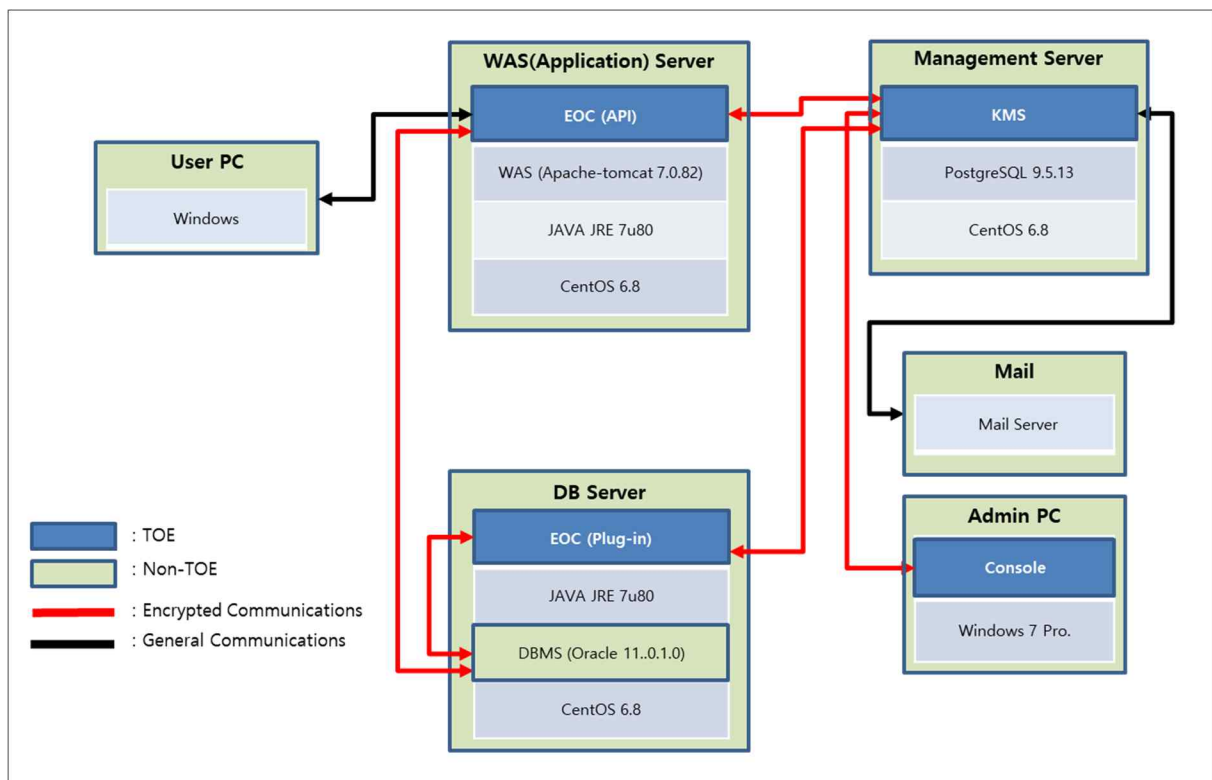 WAS(Application) Server
EOC (API)
WAS (Apache-tomcat 7.0.82)
JAVA JRE 7u80
CentOS 6.8
Management Server
KMS
PostgreSQL 9.5.13
CentOS 6.8
User PC
Windows
Mail
Mail Server
DB Server
EOC (Plug-in)
JAVA JRE 7u80
DBMS (Oracle 11..0.1.0)
CentOS 6.8
Admin PC
Console
Windows 7 Pro.
: TOE
: Non-TOE
: Encrypted Communications
: General Communications